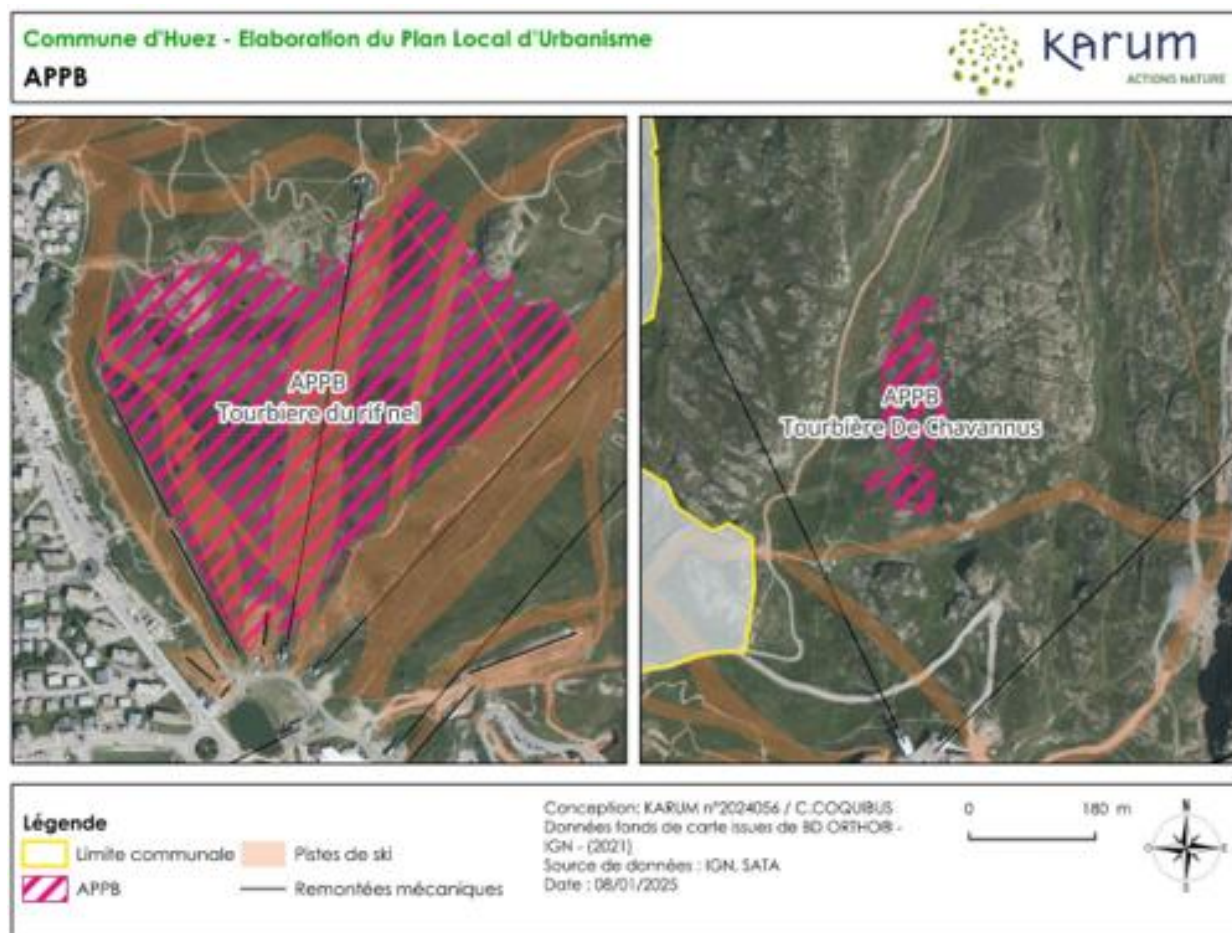 Commune d'Huez - Elaboration du Plan Local d'Urbanisme
APPB
KARUM
ACTIONS NATURE
APPB
Tourbiere du rif nel
APPB
Tourbière De Chavannus
Légende
Limite communale
Pistes de ski
APPB
Remontées mécaniques
Conception: KARUM n°2024056 / C.COQUIBUS
Données fonds de carte issues de BD ORTHO® -
IGN - (2021)
Source de données : IGN, SATA
Date : 08/01/2025
0 180 m
N
O E
S